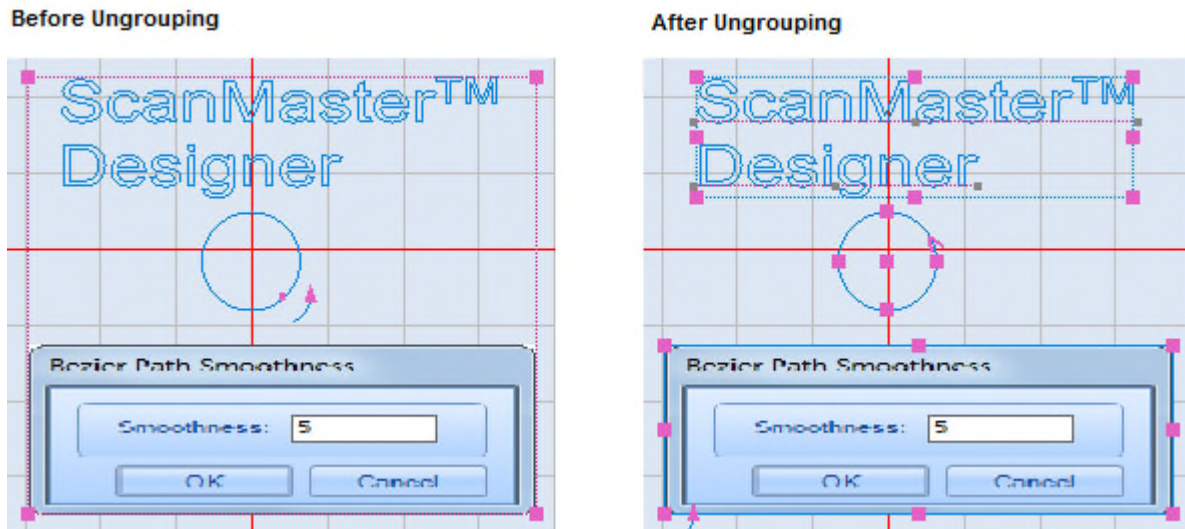 Before Ungrouping
ScanMaster™
Designer
Bezier Path Smoothness
Smoothness: 5
OK Cancel
After Ungrouping
ScanMaster™
Designer
Bezier Path Smoothness
Smoothness: 5
OK Cancel